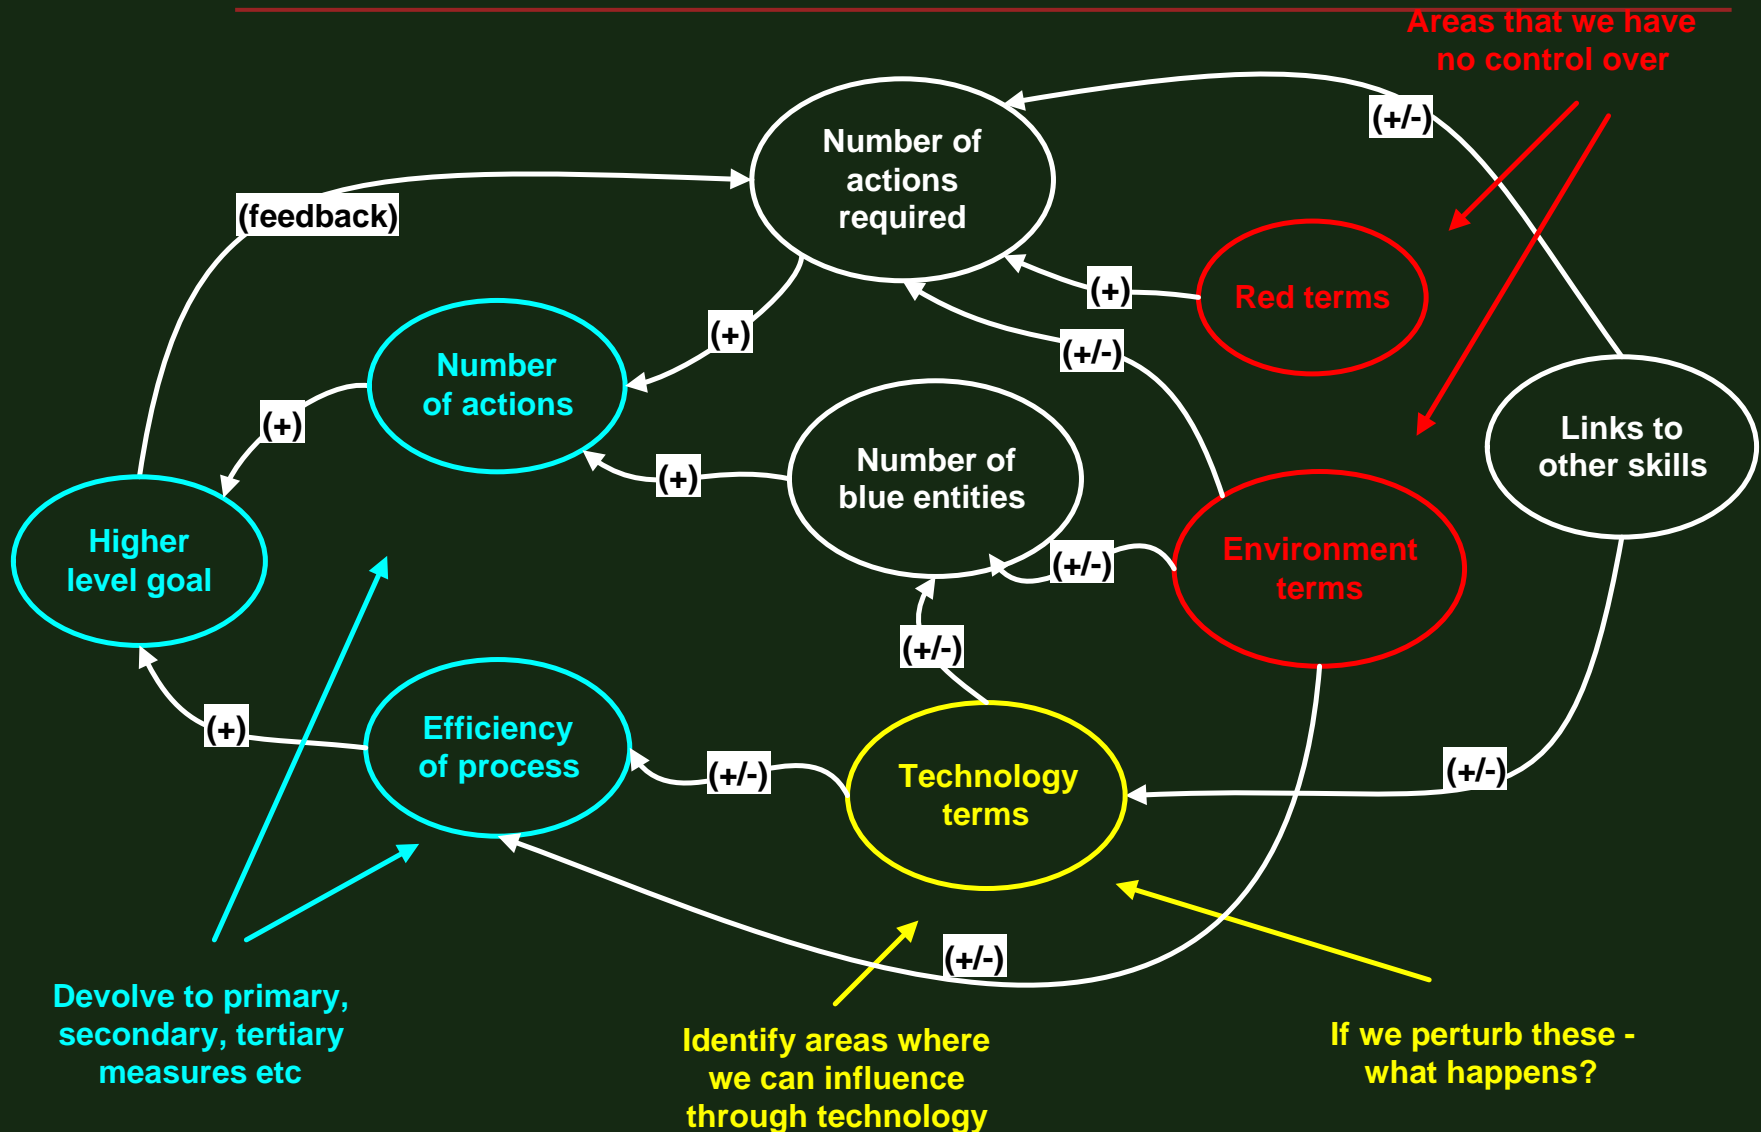 Areas that we have
no control over
(+/-)
Number of
actions
required
(feedback)
(+)
Red terms
(+)
(+/-)
Number
of actions
(+)
Links to
other skills
Number of
blue entities
(+)
Environment
terms
(+/-)
Higher
level goal
(+/-)
Efficiency
of process
(+)
(+/-)
Technology
terms
(+/-)
(+/-)
Devolve to primary,
secondary, tertiary
measures etc
Identify areas where
we can influence
through technology
If we perturb these -
what happens?